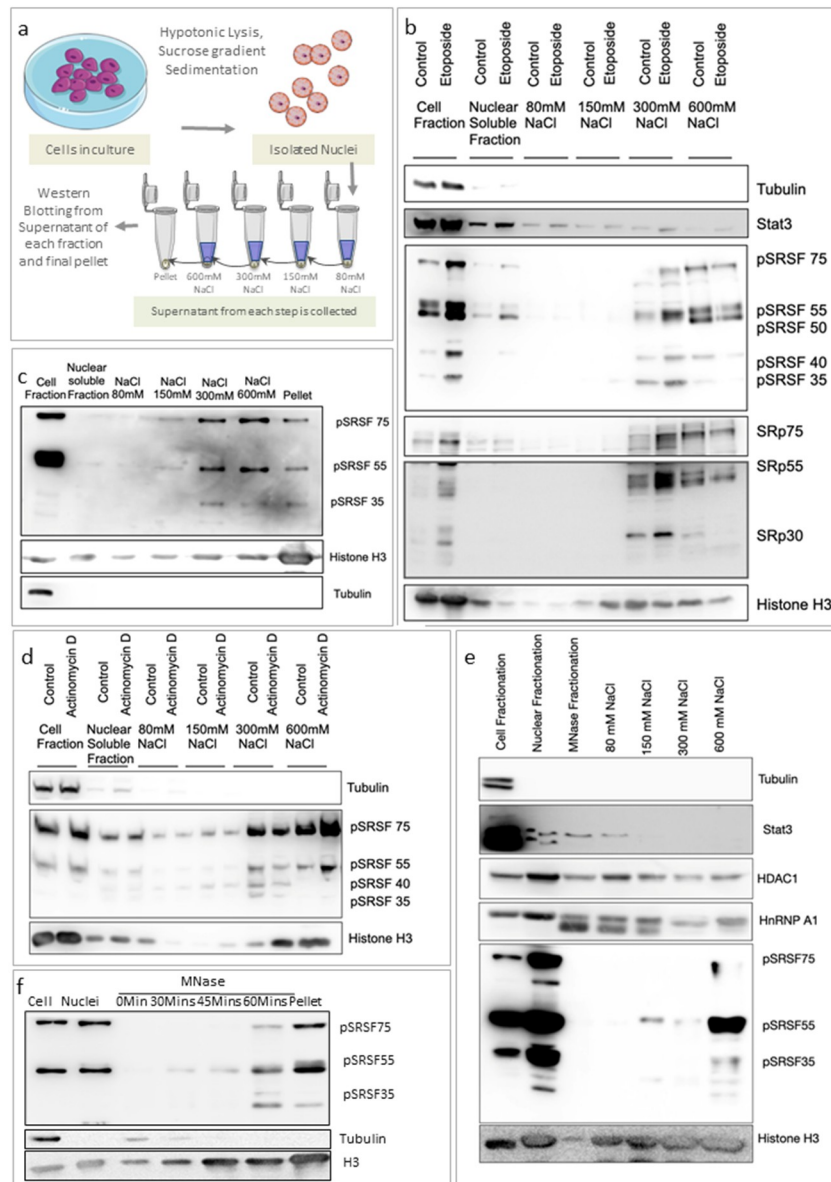 a
Hypotonic Lysis,
Sucrose gradient
Sedimentation
Cells in culture
Isolated Nuclei
Western
Blotting from
Supernatant of
each fraction
and final pellet
Pellet
600mM
NaCl
300mM
NaCl
150mM
NaCl
80mM
NaCl
Supernatant from each step is collected
b
Control
Etoposide
Control
Etoposide
Control
Etoposide
Control
Etoposide
Control
Etoposide
Control
Etoposide
Cell
Fraction
Nuclear
Soluble
Fraction
80mM
NaCl
150mM
NaCl
300mM
NaCl
600mM
NaCl
Tubulin
Stat3
pSRSF 75
pSRSF 55
pSRSF 50
pSRSF 40
pSRSF 35
SRp75
SRp55
SRp30
Histone H3
c
Cell
Fraction
Nuclear
soluble
Fraction
NaCl
80mM
NaCl
150mM
NaCl
300mM
NaCl
600mM
Pellet
pSRSF 75
pSRSF 55
pSRSF 35
Histone H3
Tubulin
d
Control
Actinomycin D
Control
Actinomycin D
Control
Actinomycin D
Control
Actinomycin D
Control
Actinomycin D
Control
Actinomycin D
Cell
Fraction
Nuclear
Soluble
Fraction
80mM
NaCl
150mM
NaCl
300mM
NaCl
600mM
NaCl
Tubulin
pSRSF 75
pSRSF 55
pSRSF 40
pSRSF 35
Histone H3
e
Cell Fractionation
Nuclear Fractionation
MNase Fractionation
80 mM NaCl
150 mM NaCl
300 mM NaCl
600 mM NaCl
Tubulin
Stat3
HDAC1
HnRNP A1
pSRSF75
pSRSF55
pSRSF35
Histone H3
f
MNase
Cell Nuclei 0Min 30Mins 45Mins 60Mins Pellet
pSRSF75
pSRSF55
pSRSF35
Tubulin
H3